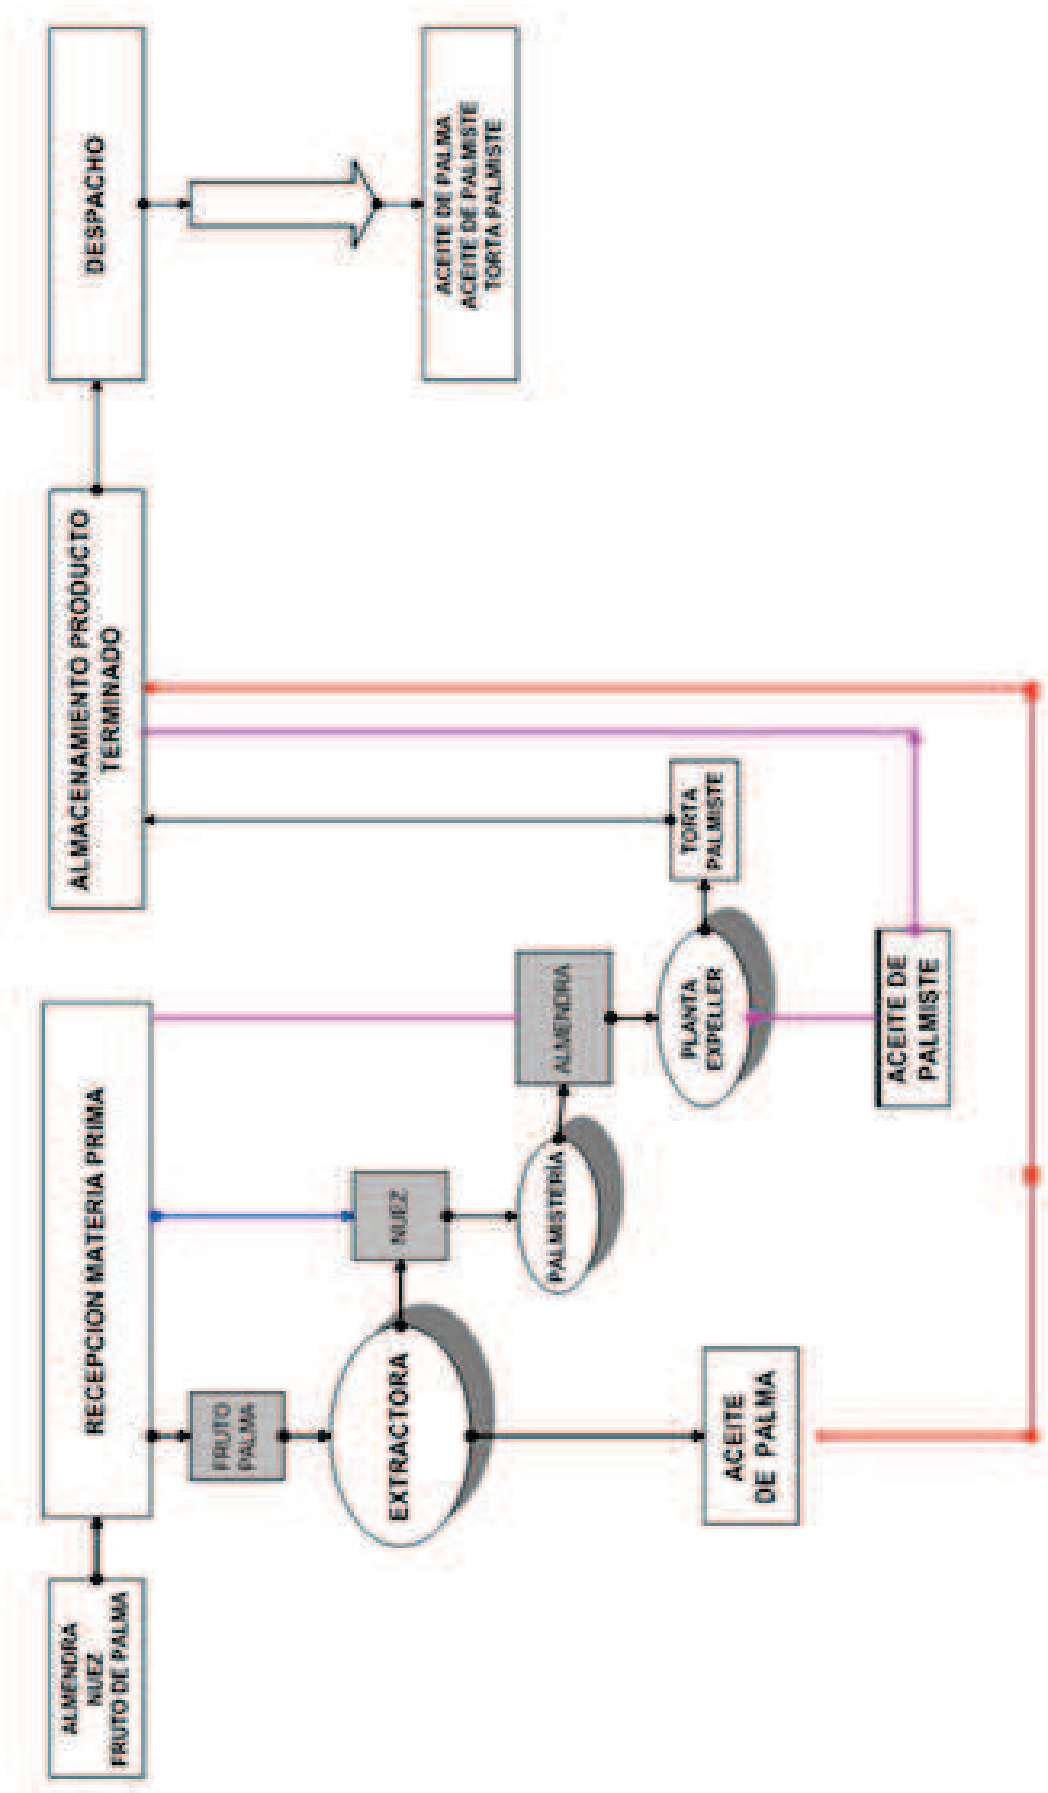 ALMENDRA
NUEZ
FRUTO DE PALMA
RECEPCION MATERIA PRIMA
FRUTO
PALMA
EXTRACTORA
ACEITE
DE PALMA
NUEZ
PALMISTERÍA
ALMENDRA
PLANTA
EXPELLER
ACEITE DE
PALMISTE
TORTA
PALMISTE
ALMACENAMIENTO PRODUCTO
TERMINADO
DESPACHO
ACEITE DE PALMA
ACEITE DE PALMISTE
TORTA PALMISTE